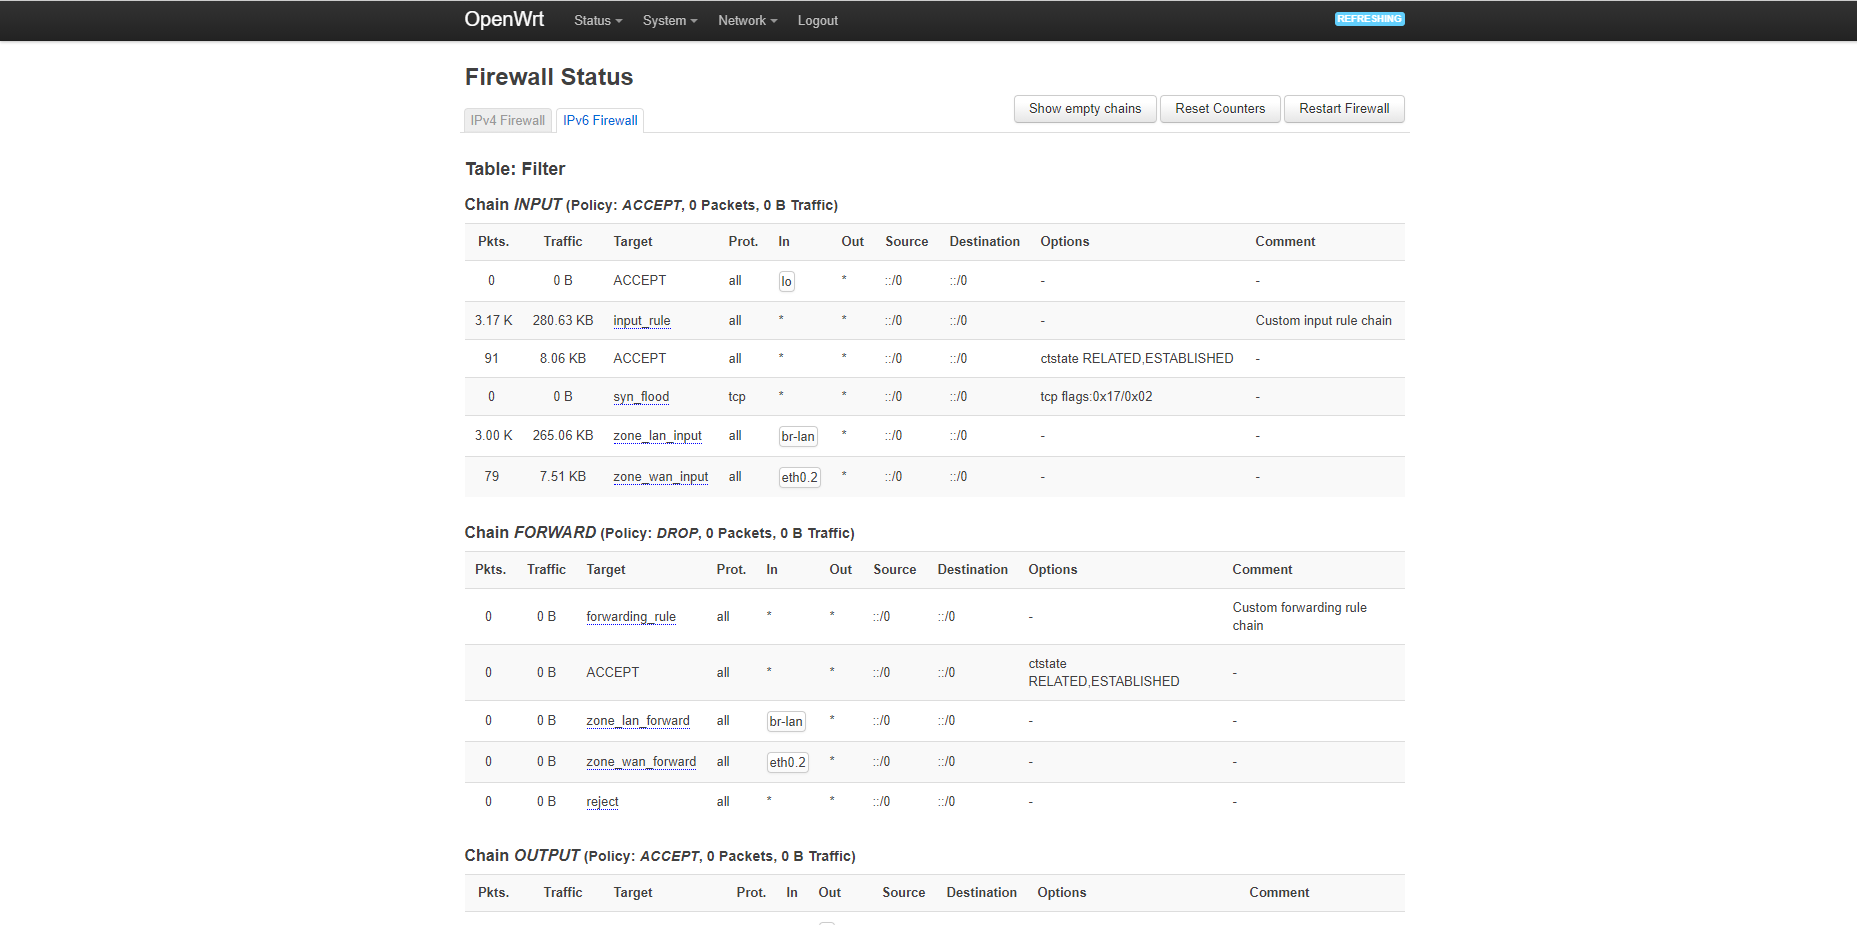 OpenWrt Status System Network Logout REFRESHING
Firewall Status
Show empty chains Reset Counters Restart Firewall
IPv4 Firewall IPv6 Firewall
Table: Filter
Chain INPUT (Policy: ACCEPT, 0 Packets, 0 B Traffic)
Pkts. Traffic Target Prot. In Out Source Destination Options Comment
0 0 B ACCEPT all lo * ::/0 ::/0 - -
3.17 K 280.63 KB input_rule all * * ::/0 ::/0 - Custom input rule chain
91 8.06 KB ACCEPT all * * ::/0 ::/0 ctstate RELATED,ESTABLISHED -
0 0 B syn_flood tcp * * ::/0 ::/0 tcp flags:0x17/0x02 -
3.00 K 265.06 KB zone_lan_input all br-lan * ::/0 ::/0 - -
79 7.51 KB zone_wan_input all eth0.2 * ::/0 ::/0 - -
Chain FORWARD (Policy: DROP, 0 Packets, 0 B Traffic)
Pkts. Traffic Target Prot. In Out Source Destination Options Comment
0 0 B forwarding_rule all * * ::/0 ::/0 - Custom forwarding rule
chain
0 0 B ACCEPT all * * ::/0 ::/0 ctstate
RELATED,ESTABLISHED -
0 0 B zone_lan_forward all br-lan * ::/0 ::/0 - -
0 0 B zone_wan_forward all eth0.2 * ::/0 ::/0 - -
0 0 B reject all * * ::/0 ::/0 - -
Chain OUTPUT (Policy: ACCEPT, 0 Packets, 0 B Traffic)
Pkts. Traffic Target Prot. In Out Source Destination Options Comment